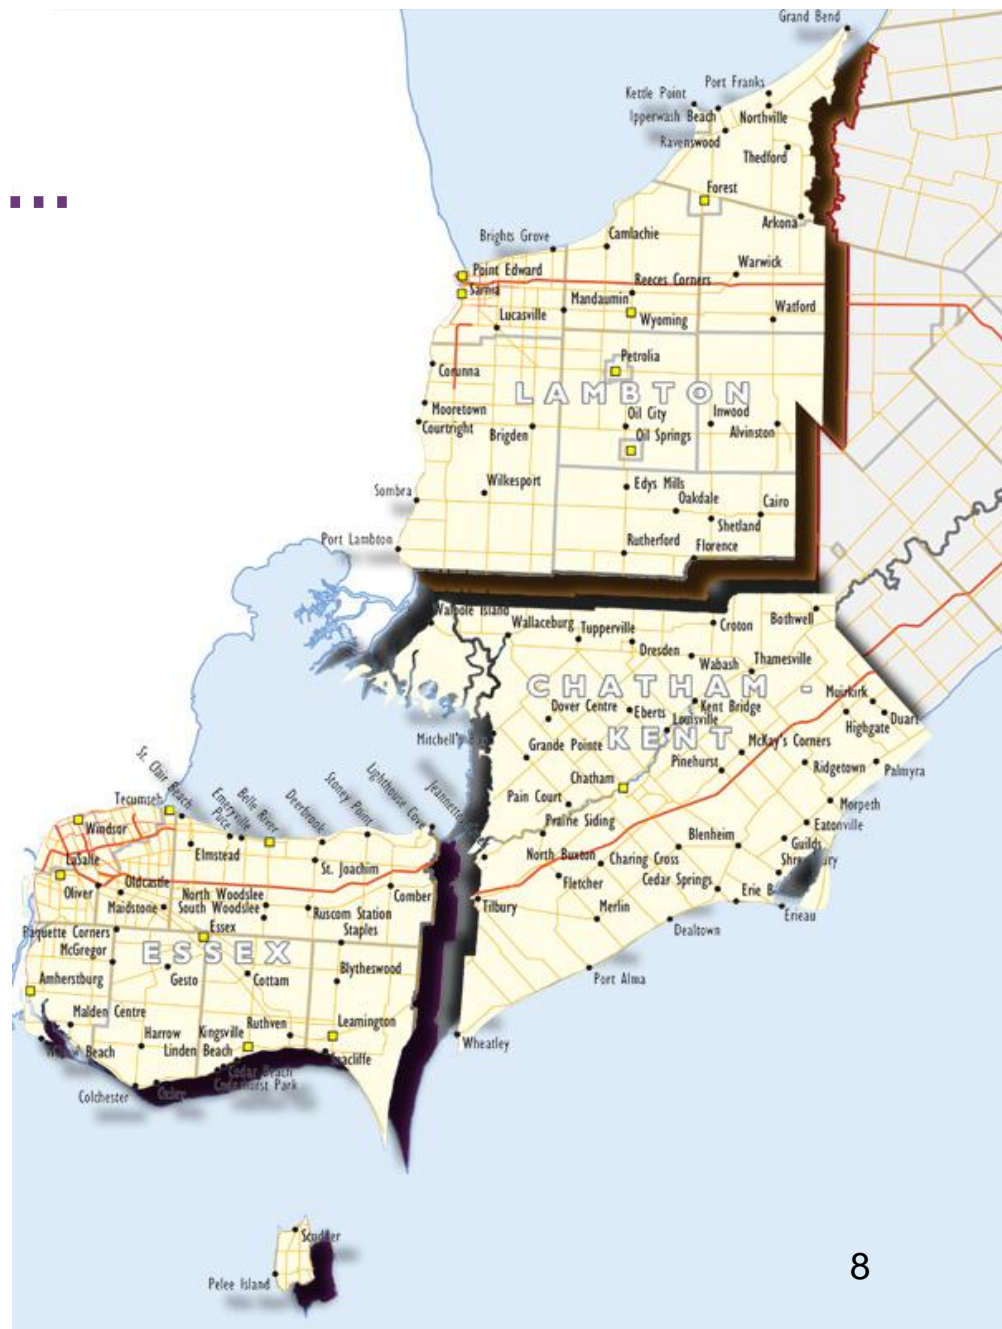 ...
Grand Bend
Port Franks
Kettle Point
Ipperwash Beach
Northville
Ravenswood
Thedford
Forest
Arkona
Brights Grove
Camlachie
Point Edward
Warwick
Sarnia
Reeces Corners
Mandaumin
Lucasville
Wyoming
Watford
Petrolia
Corunna
LAMBTON
Mooretown
Oil City
Inwood
Courtright
Brigden
Alvinston
Oil Springs
Wilkesport
Edys Mills
Sombra
Oakdale
Cairo
Shetland
Port Lambton
Rutherford
Florence
Walpole Island
Wallaceburg
Tupperville
Croton
Bothwell
Dresden
Wabash
Thamesville
CHATHAM -
KENT
Muirkirk
Kent Bridge
Dover Centre
Eberts
Louisville
Duart
Highgate
Mitchell's
Grande Pointe
McKay's Corners
Pinehurst
Ridgetown
Palmyra
Chatham
Pain Court
Morpeth
Prairie Siding
Blenheim
Eatonville
Guilds
North Buxton
Charing Cross
Fletcher
Cedar Springs
Erie B
Tilbury
Merlin
Erieau
Dealtown
Port Alma
Wheatley
St. Clair Beach
Tecumseh
Puce
Emeryville
Belle River
Deerbrook
Stoney Point
Lighthouse Cove
Windsor
Elmstead
LaSalle
St. Joachim
Oldcastle
Oliver
North Woodslee
Comber
Maidstone
South Woodslee
Ruscom Station
Staples
Paquette Corners
Essex
ESSEX
McGregor
Gesto
Cottam
Blytheswood
Amherstburg
Malden Centre
Harrow
Kingsville
Ruthven
Leamington
Linden Beach
Beach
Cedar Beach
Park
Colchester
Oxley
Scudder
Pelee Island
8